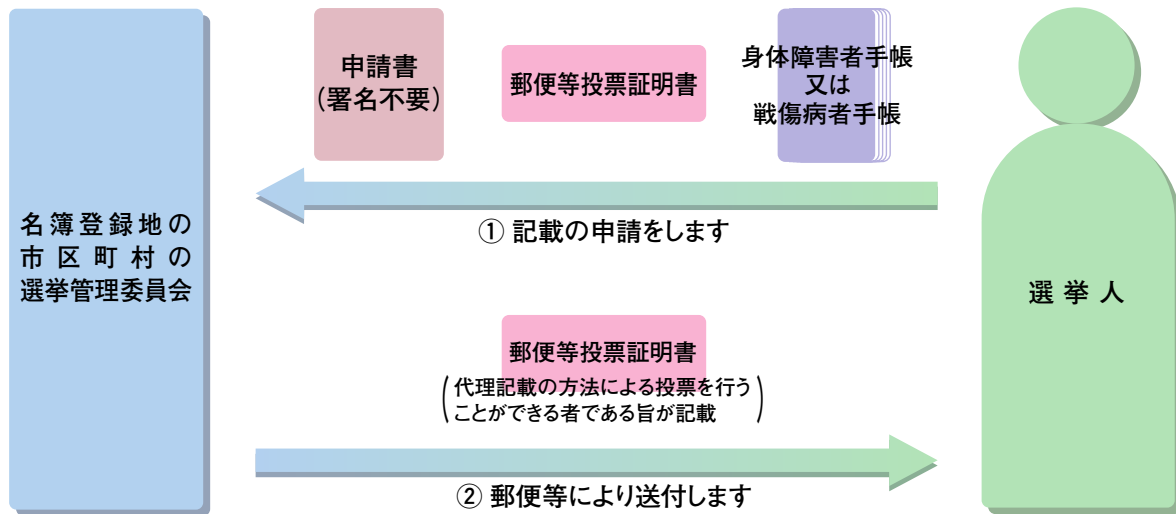 申請書
(署名不要)
郵便等投票証明書
身体障害者手帳
又は
戦傷病者手帳
① 記載の申請をします
名簿登録地の
市区町村の
選挙管理委員会
選挙人
郵便等投票証明書
(代理記載の方法による投票を行う
ことができる者である旨が記載)
② 郵便等により送付します